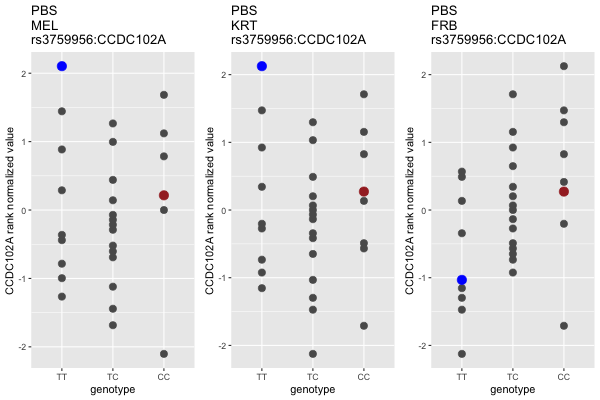 PBS
MEL
rs3759956:CCDC102A
CCDC102A rank normalized value
2
1
0
-1
-2
TT TC CC
genotype
PBS
KRT
rs3759956:CCDC102A
CCDC102A rank normalized value
2
1
0
-1
-2
TT TC CC
genotype
PBS
FRB
rs3759956:CCDC102A
CCDC102A rank normalized value
2
1
0
-1
-2
TT TC CC
genotype